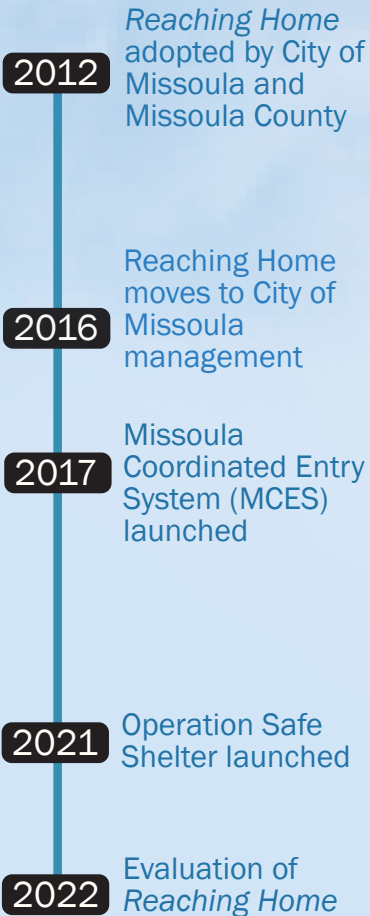 2012
Reaching Home
adopted by City of
Missoula and
Missoula County
2016
Reaching Home
moves to City of
Missoula
management
2017
Missoula
Coordinated Entry
System (MCES)
launched
2021
Operation Safe
Shelter launched
2022
Evaluation of
Reaching Home